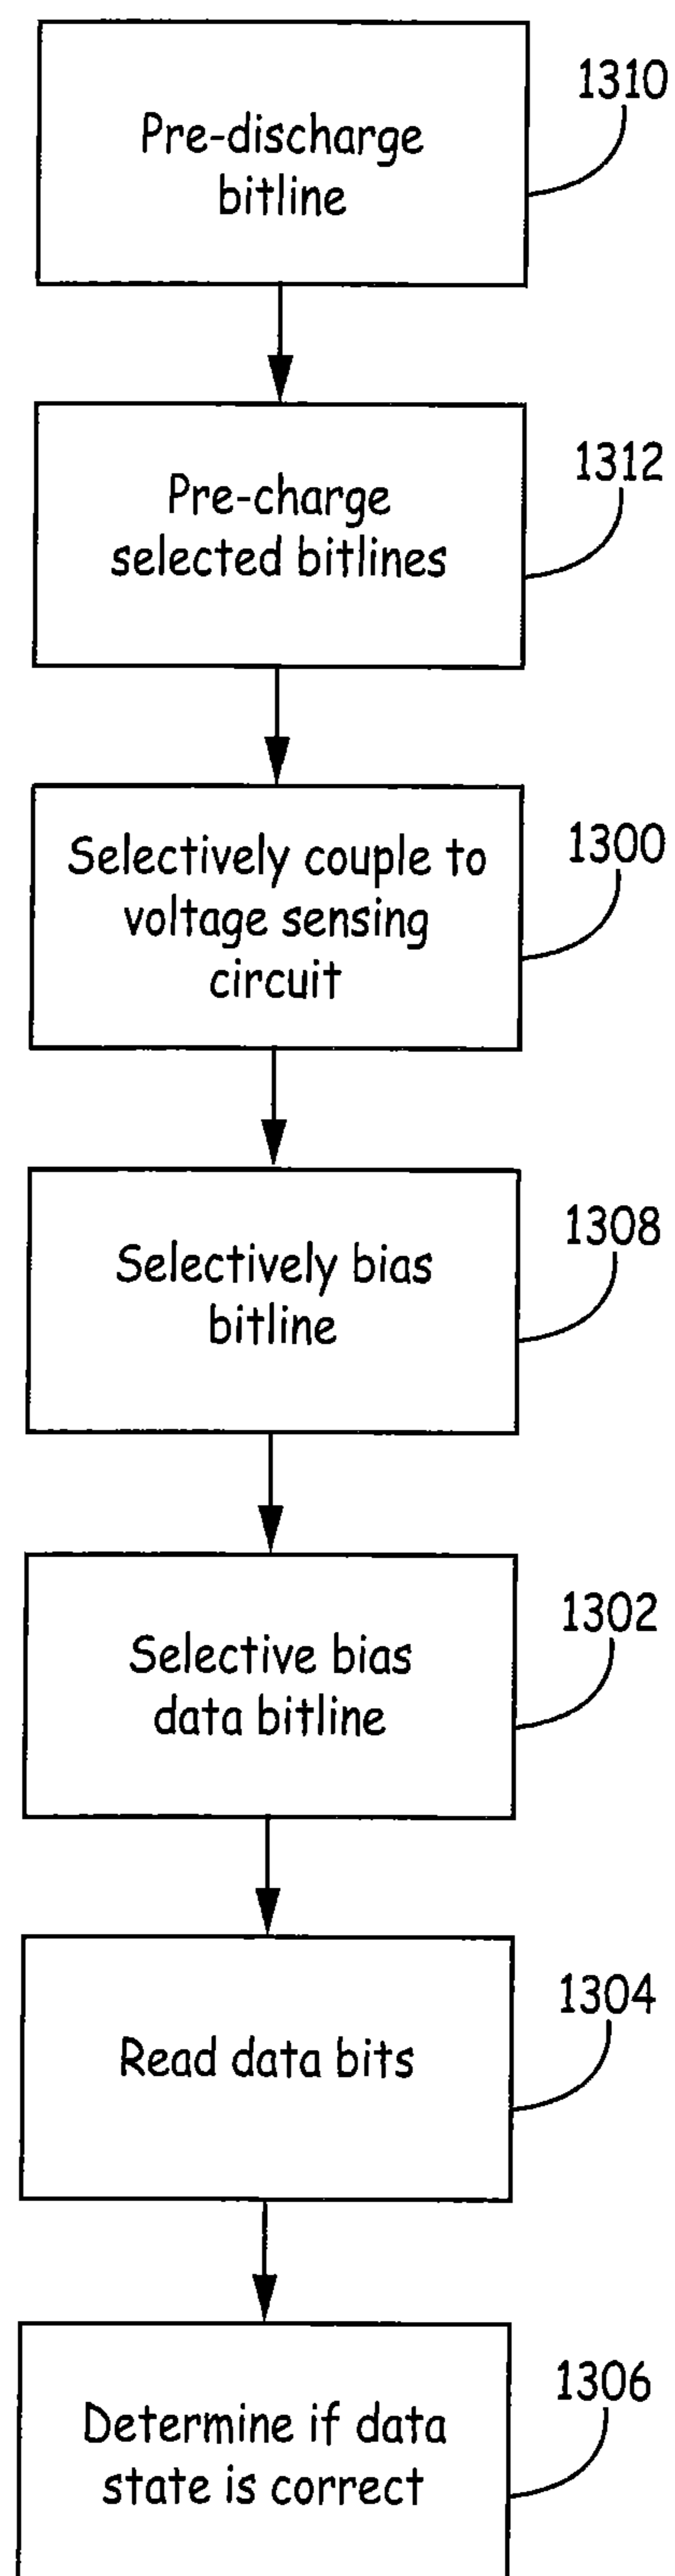 1310
Pre-discharge
bitline
1312
Pre-charge
selected bitlines
1300
Selectively couple to
voltage sensing
circuit
1308
Selectively bias
bitline
1302
Selective bias
data bitline
1304
Read data bits
1306
Determine if data
state is correct